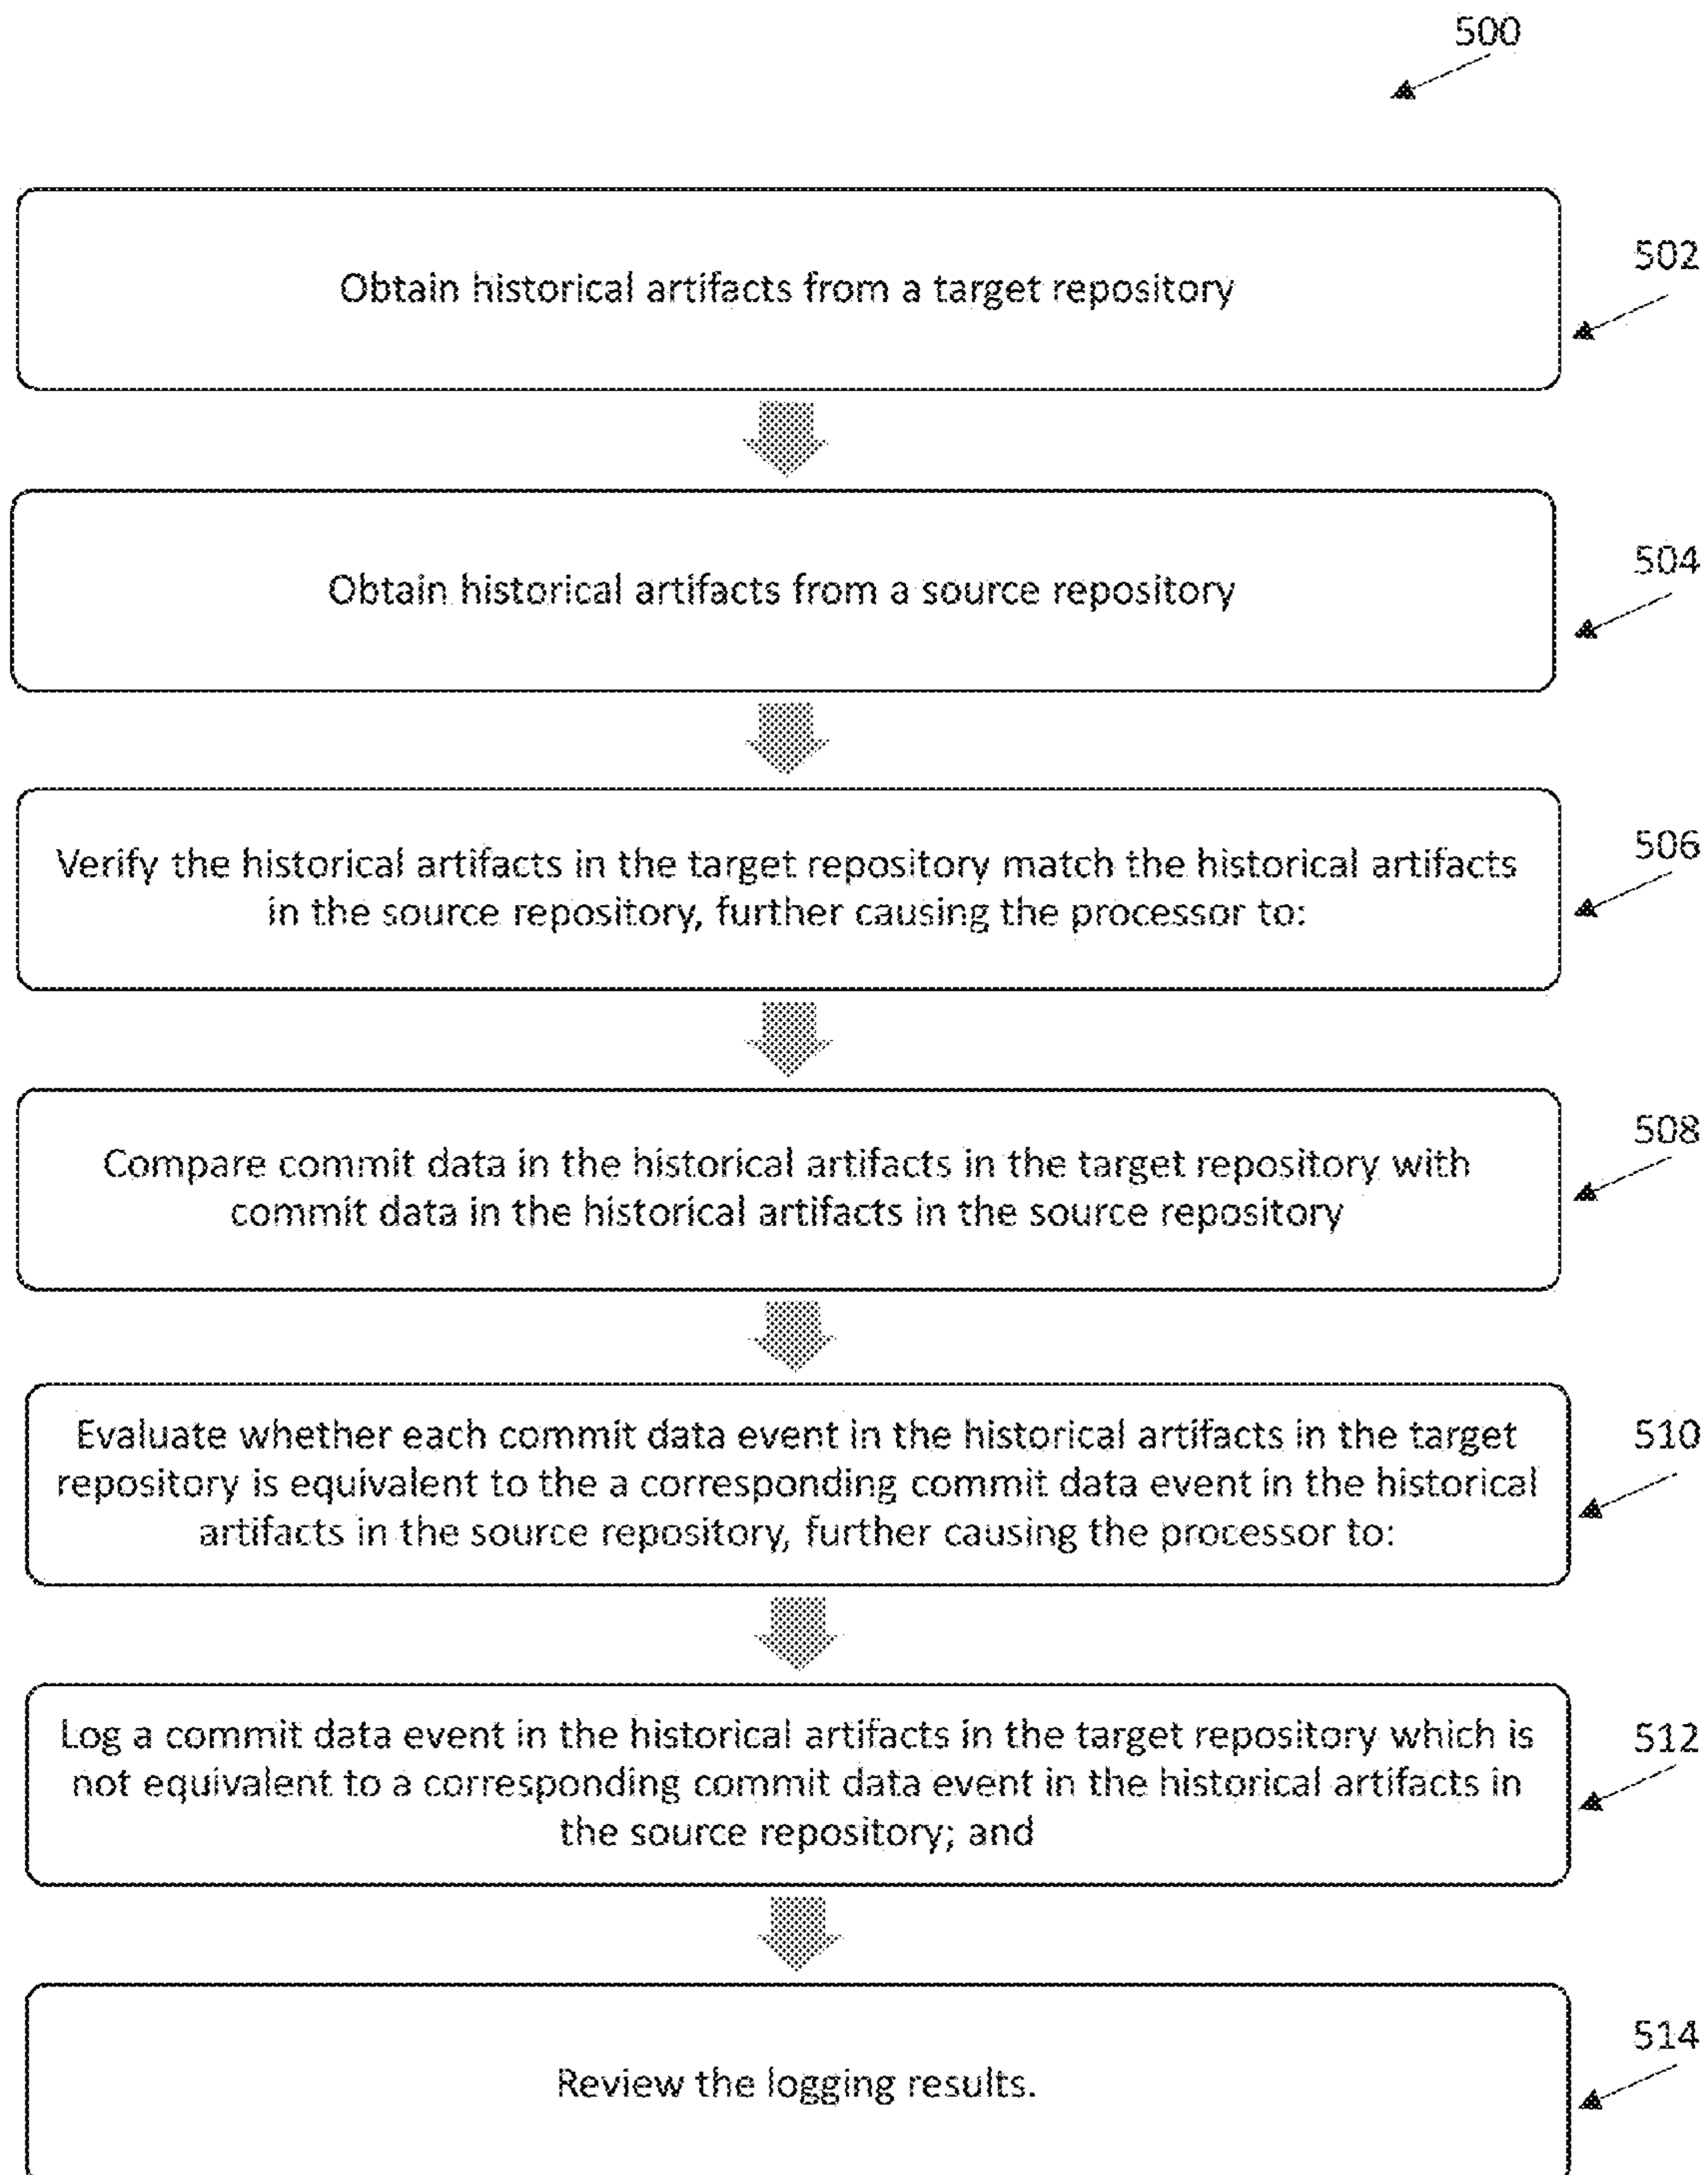 500
Obtain historical artifacts from a target repository
502
Obtain historical artifacts from a source repository
504
Verify the historical artifacts in the target repository match the historical artifacts
in the source repository, further causing the processor to:
506
Compare commit data in the historical artifacts in the target repository with
commit data in the historical artifacts in the source repository
508
Evaluate whether each commit data event in the historical artifacts in the target
repository is equivalent to the a corresponding commit data event in the historical
artifacts in the source repository, further causing the processor to:
510
Log a commit data event in the historical artifacts in the target repository which is
not equivalent to a corresponding commit data event in the historical artifacts in
the source repository; and
512
Review the logging results.
514